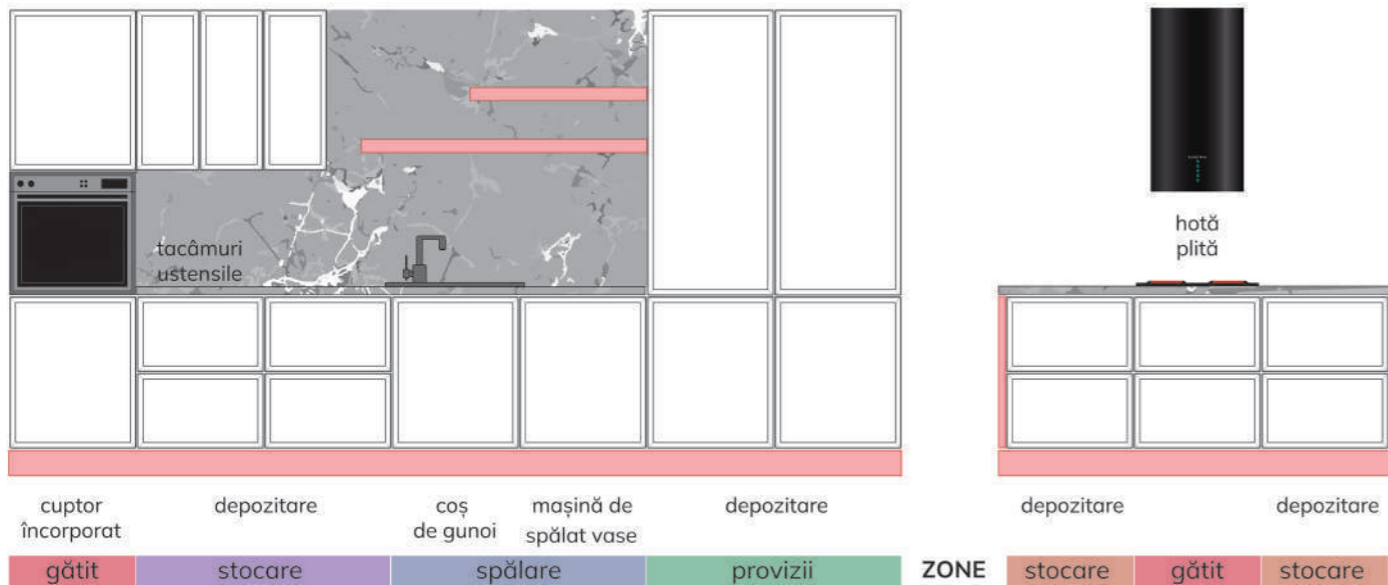 hotă
plită
tacâmuri
ustensile
cuptor
încorporat
depozitare
coș
de gunoi
mașină de
spălat vase
depozitare
depozitare
depozitare
gătit
stocare
spălare
provizii
ZONE
stocare
gătit
stocare